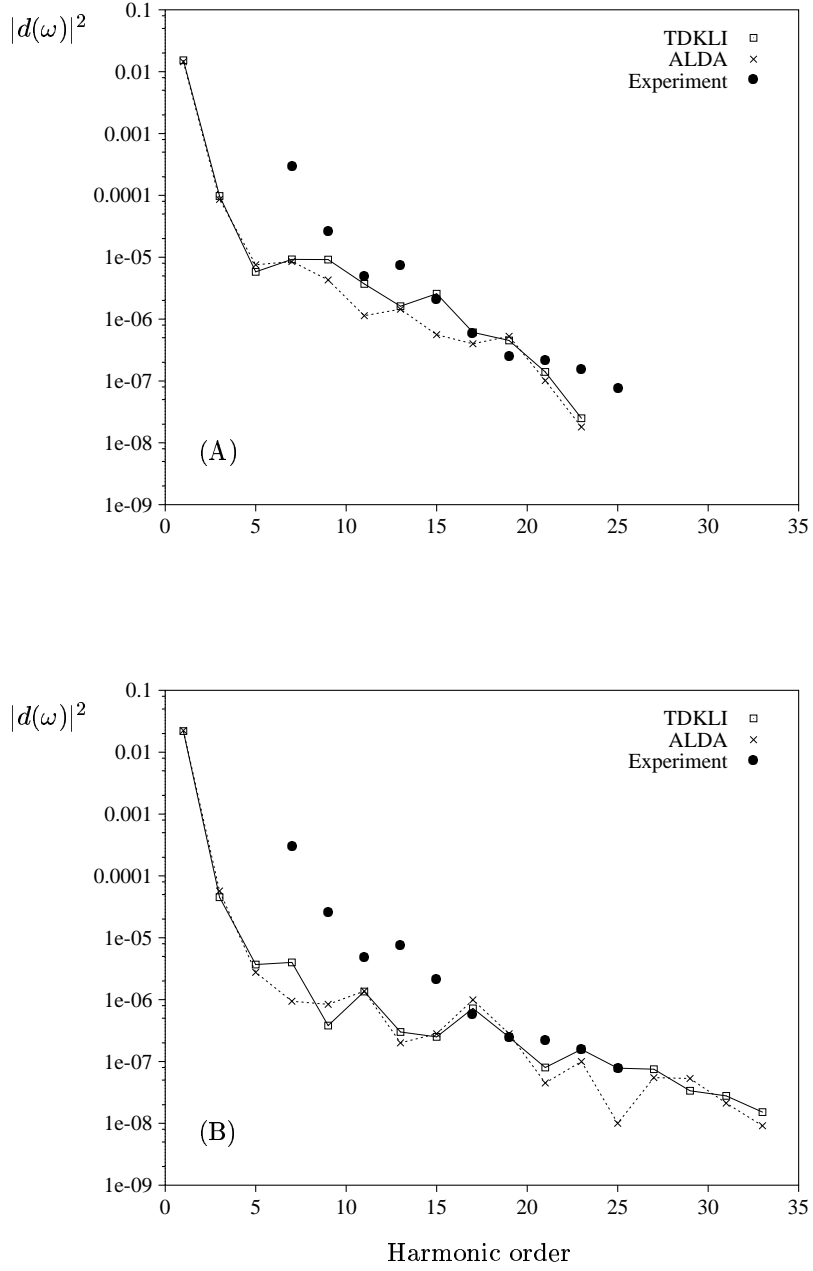 |d(ω)|²
0.1
0.01
0.001
0.0001
1e-05
1e-06
1e-07
1e-08
1e-09
TDKLI
ALDA
Experiment
(A)
0 5 10 15 20 25 30 35
|d(ω)|²
0.1
0.01
0.001
0.0001
1e-05
1e-06
1e-07
1e-08
1e-09
TDKLI
ALDA
Experiment
(B)
0 5 10 15 20 25 30 35
Harmonic order